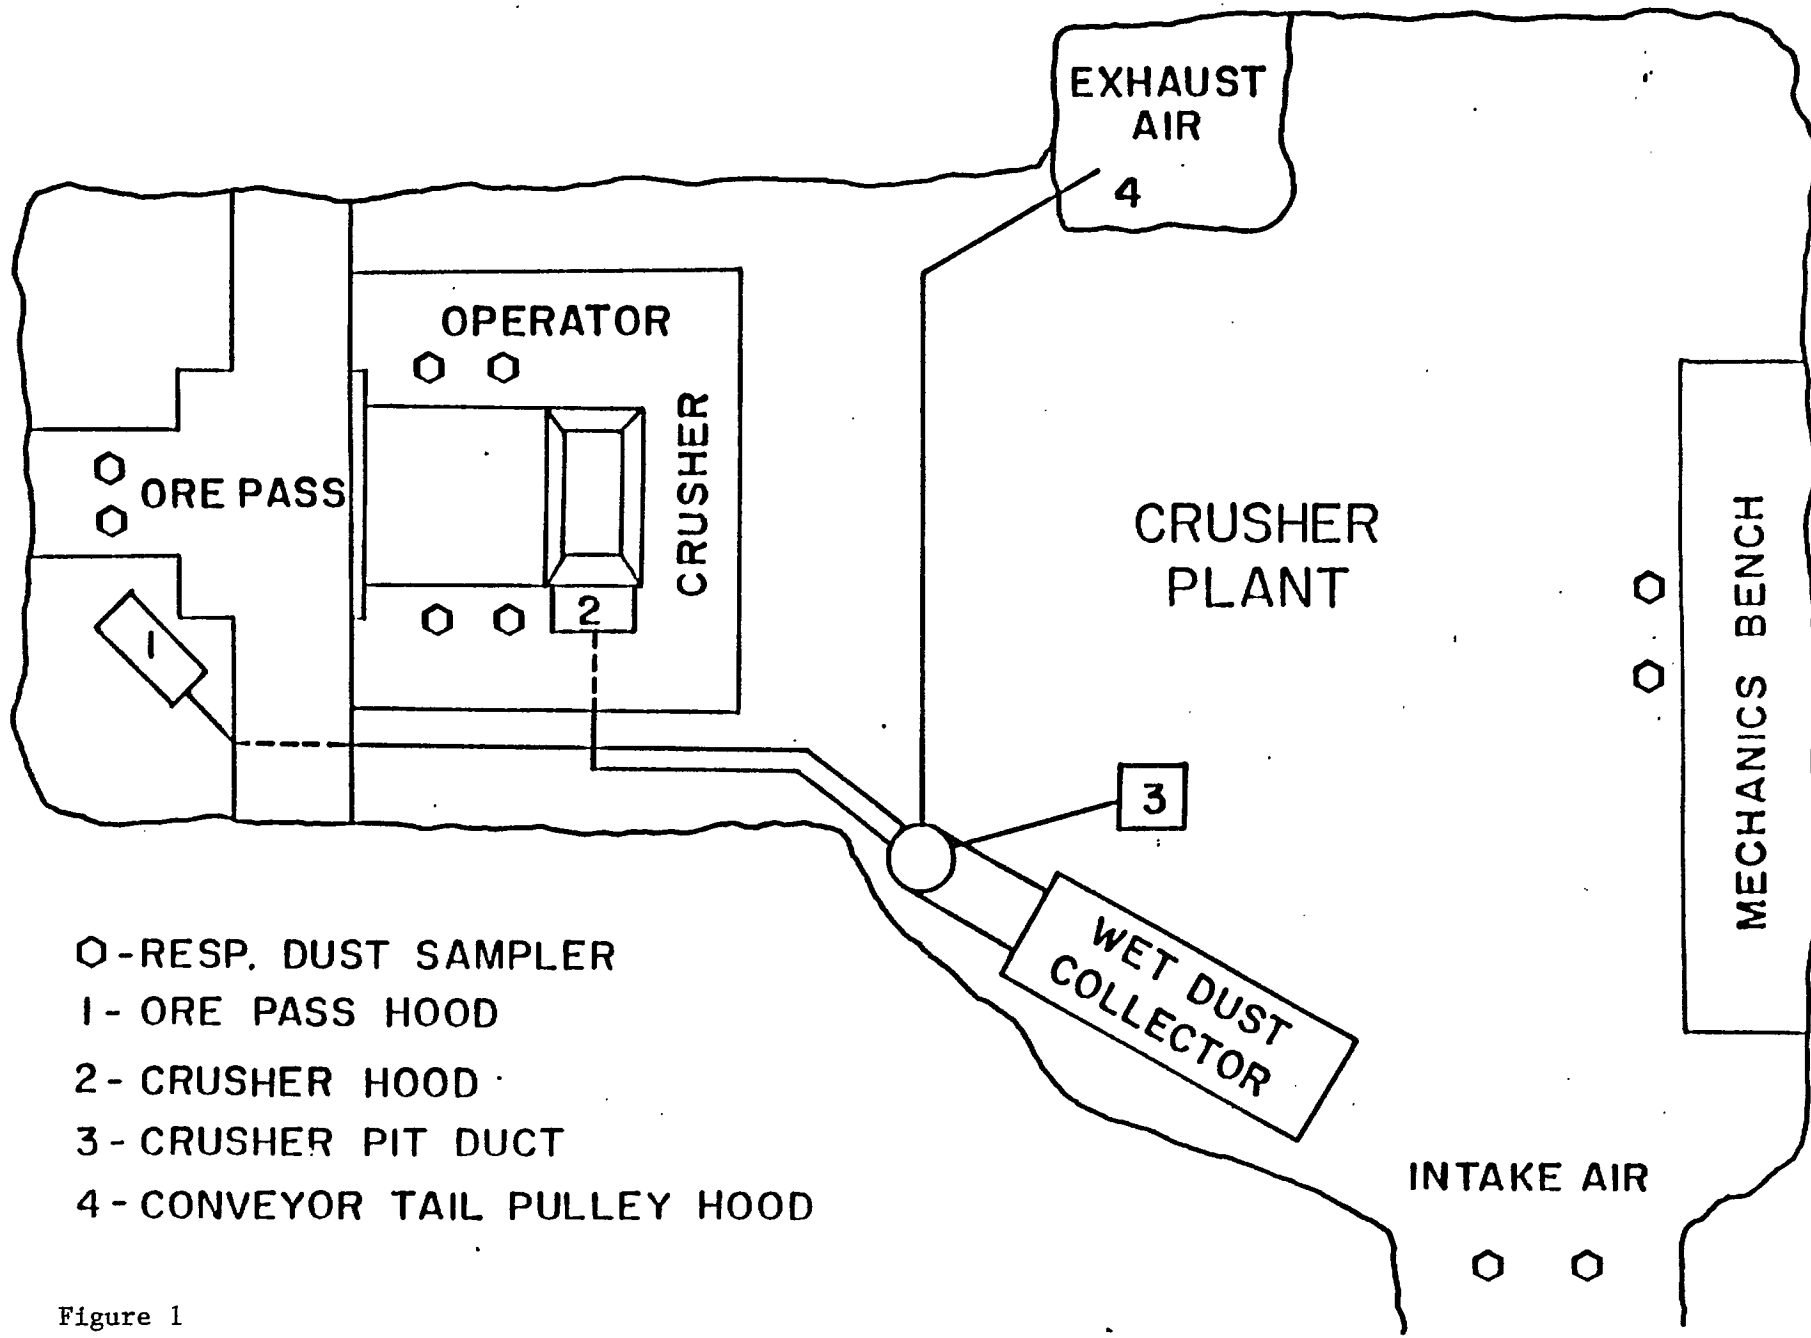 EXHAUST
AIR
4
OPERATOR
CRUSHER
ORE PASS
CRUSHER
PLANT
MECHANICS BENCH
1
2
3
WET DUST
COLLECTOR
INTAKE AIR
-RESP. DUST SAMPLER
1- ORE PASS HOOD
2- CRUSHER HOOD
3- CRUSHER PIT DUCT
4- CONVEYOR TAIL PULLEY HOOD
Figure 1